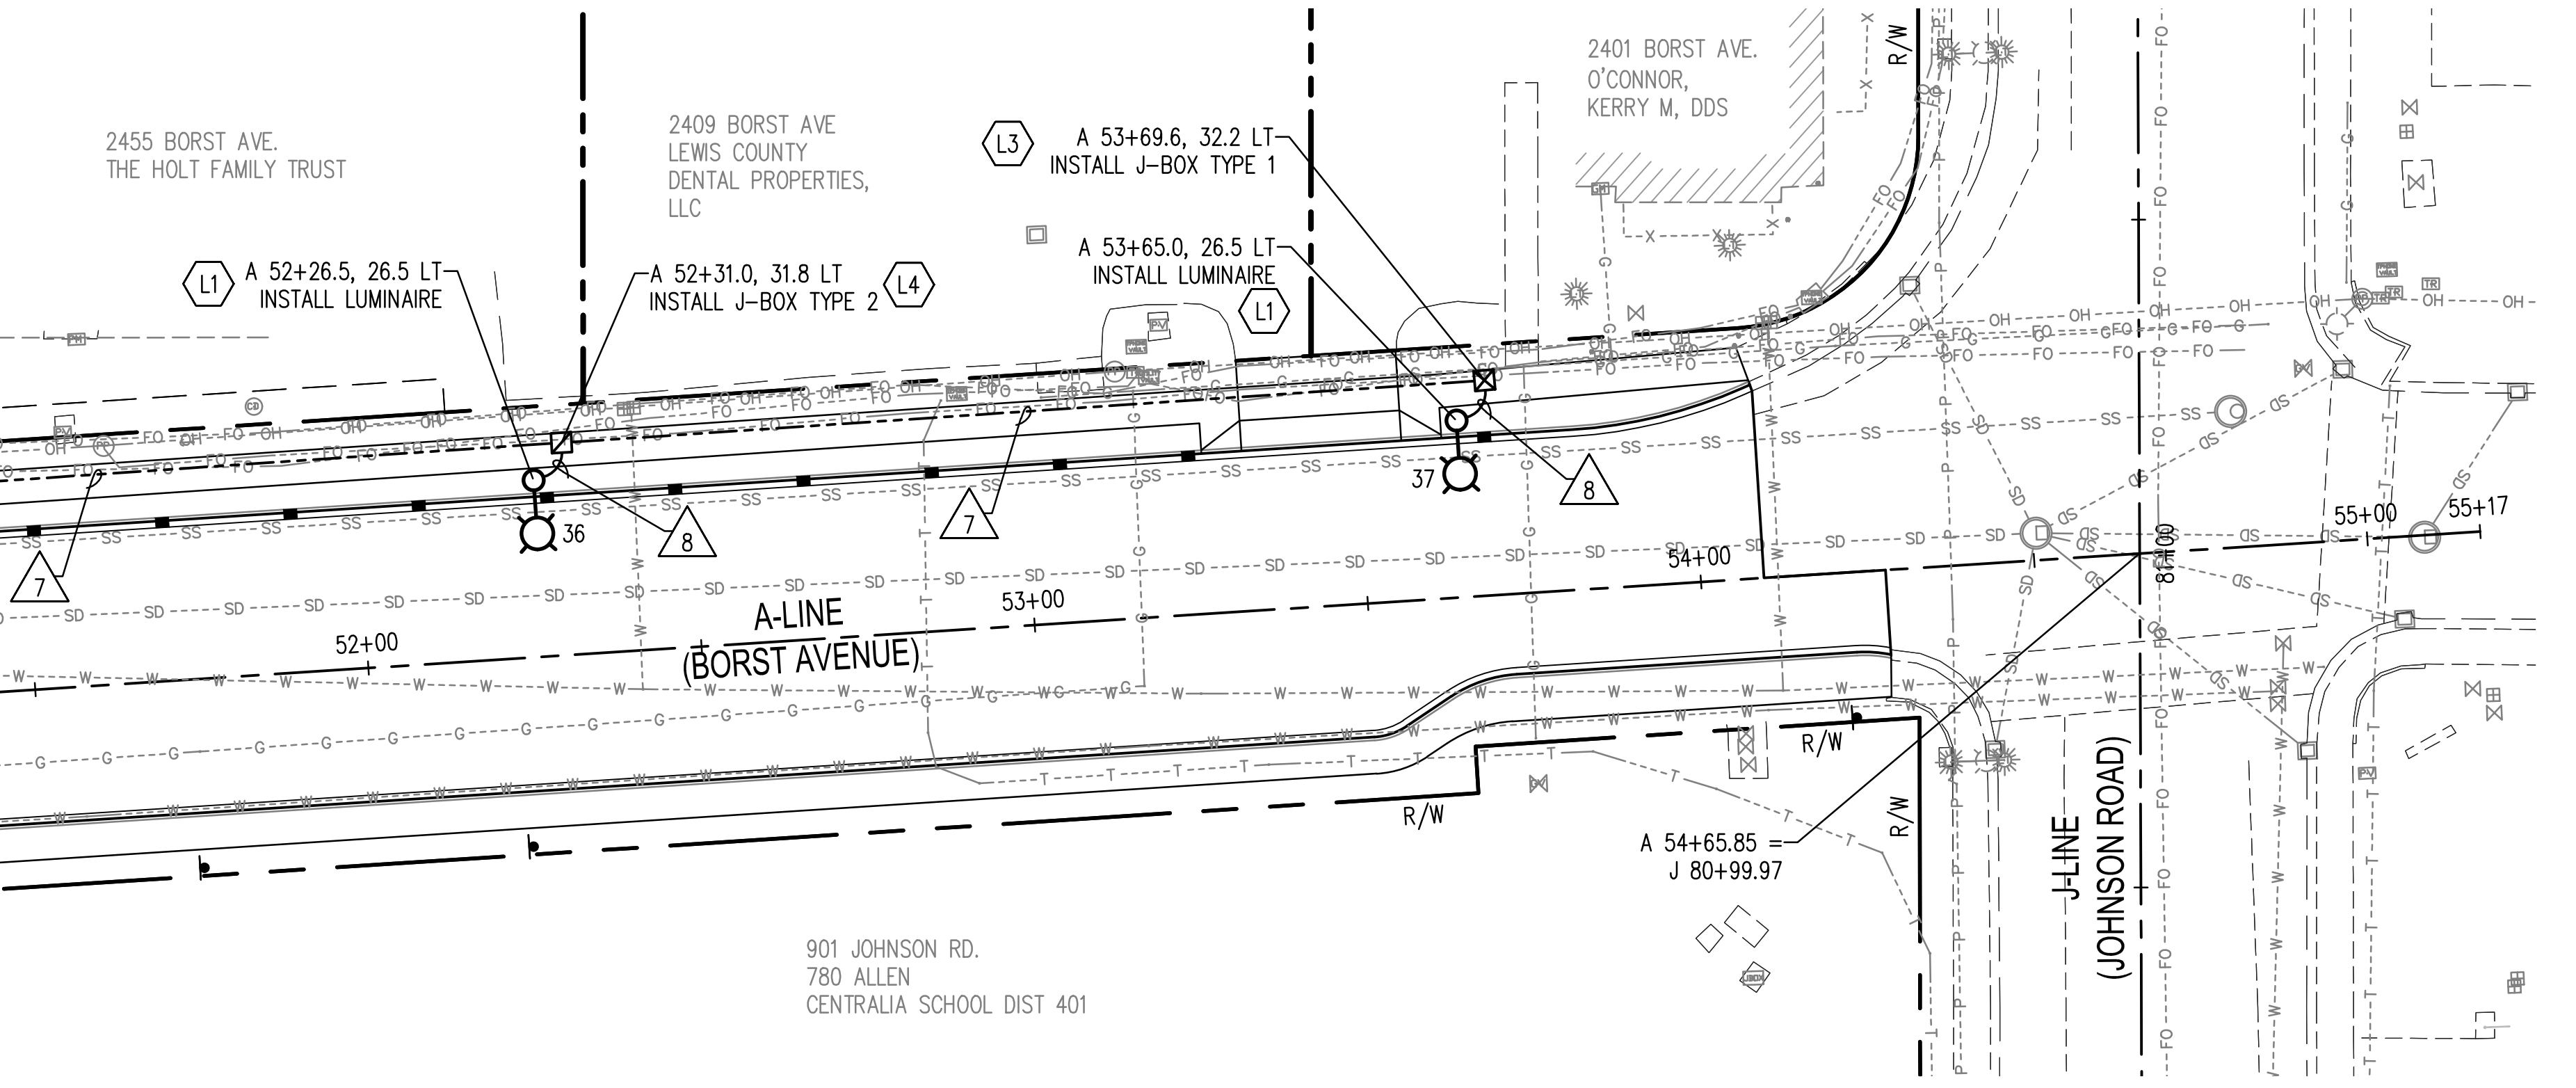 2455 BORST AVE.
THE HOLT FAMILY TRUST
2409 BORST AVE
LEWIS COUNTY
DENTAL PROPERTIES,
LLC
2401 BORST AVE.
O'CONNOR,
KERRY M, DDS
R/W
L3
A 53+69.6, 32.2 LT
INSTALL J-BOX TYPE 1
L1
A 52+26.5, 26.5 LT
INSTALL LUMINAIRE
A 52+31.0, 31.8 LT
INSTALL J-BOX TYPE 2
L4
A 53+65.0, 26.5 LT
INSTALL LUMINAIRE
L1
36
37
7
8
7
8
52+00
53+00
54+00
55+00
55+17
81+00
A-LINE
(BORST AVENUE)
R/W
R/W
R/W
A 54+65.85 =
J 80+99.97
J-LINE
(JOHNSON ROAD)
901 JOHNSON RD.
780 ALLEN
CENTRALIA SCHOOL DIST 401